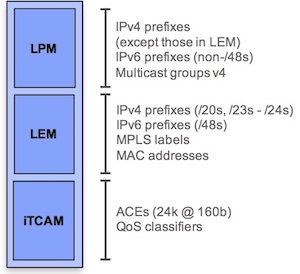 LPM
IPv4 prefixes
(except those in LEM)
IPv6 prefixes (non-/48s)
Multicast groups v4
LEM
IPv4 prefixes (/20s, /23s - /24s)
IPv6 prefixes (/48s)
MPLS labels
MAC addresses
iTCAM
ACEs (24k @ 160b)
QoS classifiers